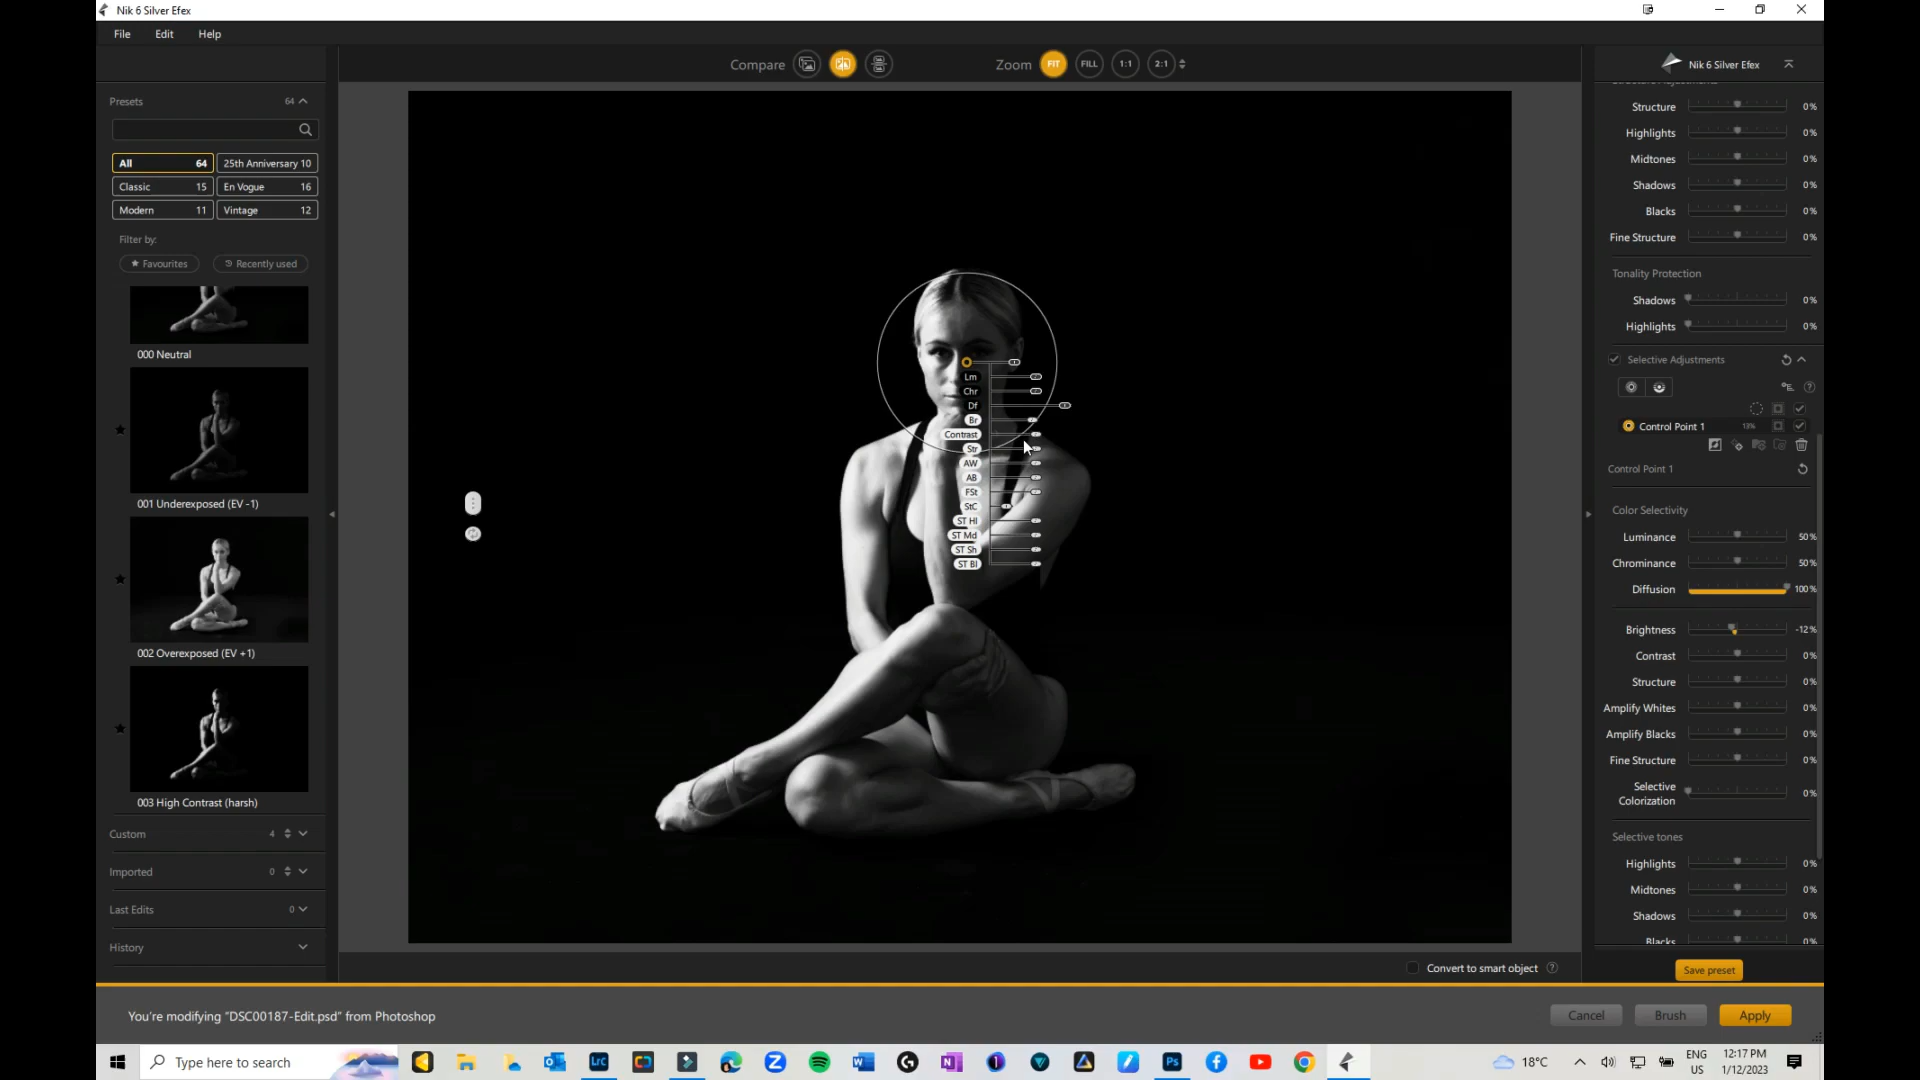 Nik 6 Silver Efex
File Edit Help
Compare Zoom FIT FILL 1:1 2:1
Nik 6 Silver Efex
Presets 64
All 64
25th Anniversary 10
Classic 15
En Vogue 16
Modern 11
Vintage 12
Filter by:
Favourites
Recently used
000 Neutral
001 Underexposed (EV -1)
002 Overexposed (EV +1)
003 High Contrast (harsh)
Custom 4
Imported 0
Last Edits 0
History
Lm
Chr
Df
Br
Contrast
Str
AW
AB
FSt
StC
ST Hl
ST Md
ST Sh
ST Bl
Structure 0%
Highlights 0%
Midtones 0%
Shadows 0%
Blacks 0%
Fine Structure 0%
Tonality Protection
Shadows 0%
Highlights 0%
Selective Adjustments
Control Point 1 13%
Control Point 1
Color Selectivity
Luminance 50%
Chrominance 50%
Diffusion 100%
Brightness -12%
Contrast 0%
Structure 0%
Amplify Whites 0%
Amplify Blacks 0%
Fine Structure 0%
Selective
Colorization 0%
Selective tones
Highlights 0%
Midtones 0%
Shadows 0%
Blacks 0%
Convert to smart object
Save preset
You're modifying "DSC00187-Edit.psd" from Photoshop
Cancel Brush Apply
Type here to search
LrC
Ps
18°C
ENG
US
12:17 PM
1/12/2023